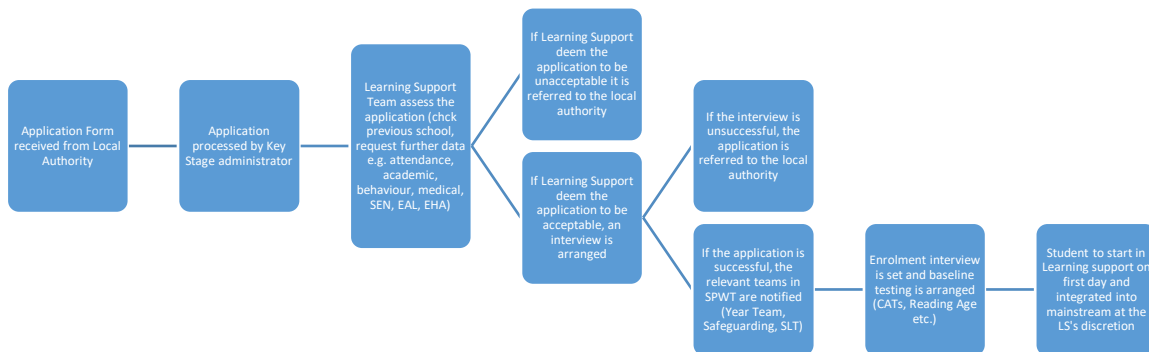 Application Form
received from Local
Authority
Application
processed by Key
Stage administrator
Learning Support
Team assess the
application (chck
previous school,
request further data
e.g. attendance,
academic,
behaviour, medical,
SEN, EAL, EHA)
If Learning Support
deem the
application to be
unacceptable it is
referred to the local
authority
If Learning Support
deem the
application to be
acceptable, an
interview is
arranged
If the interview is
unsuccessful, the
application is
referred to the local
authority
If the application is
successful, the
relevant teams in
SPWT are notified
(Year Team,
Safeguarding, SLT)
Enrolment interview
is set and baseline
testing is arranged
(CATs, Reading Age
etc.)
Student to start in
Learning support on
first day and
integrated into
mainstream at the
LS's discretion